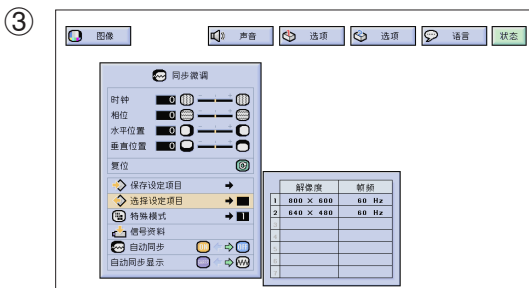 ③
图像 声音 选项 选项 语言 状态
同步微调
时钟 0
相位 0
水平位置 0
垂直位置 0
复位
保存设定项目
选择设定项目
特殊模式 1
信号资料
自动同步
自动同步显示
解像度 帧频
1 800 × 600 60 Hz
2 640 × 480 60 Hz
3
4
5
6
7